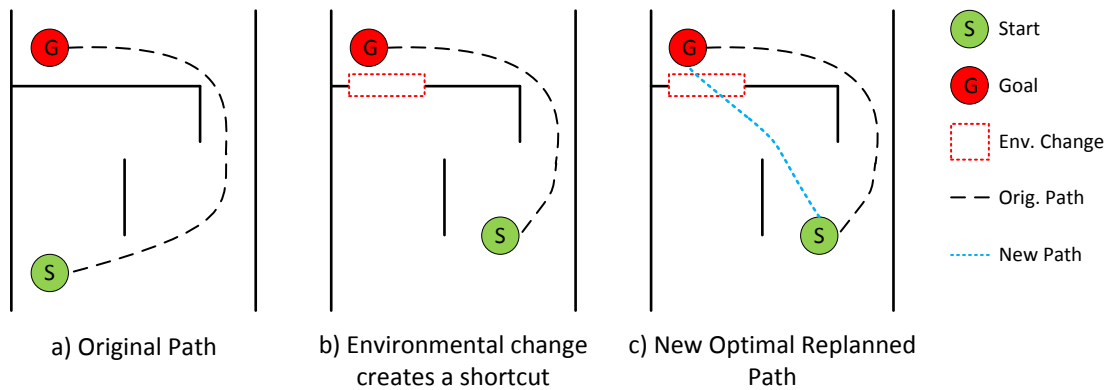 G
S
a) Original Path
G
S
b) Environmental change
creates a shortcut
G
S
c) New Optimal Replanned
Path
S Start
G Goal
Env. Change
Orig. Path
New Path